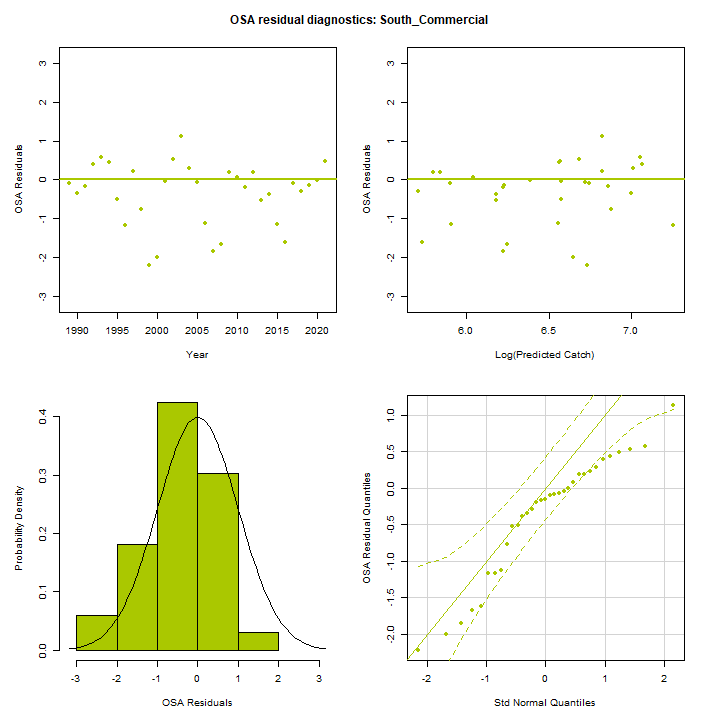 OSA residual diagnostics: South_Commercial
OSA Residuals
3
2
1
0
-1
-2
-3
1990 1995 2000 2005 2010 2015 2020
Year
OSA Residuals
3
2
1
0
-1
-2
-3
6.0 6.5 7.0
Log(Predicted Catch)
Probability Density
0.4
0.3
0.2
0.1
0.0
-3 -2 -1 0 1 2 3
OSA Residuals
OSA Residual Quantiles
1.0
0.5
0.0
-0.5
-1.0
-1.5
-2.0
-2 -1 0 1 2
Std Normal Quantiles